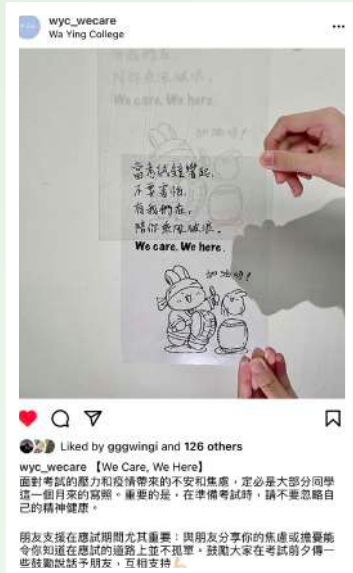 wyc_wecare
Wa Ying College
We care. We here.
當考試鐘響起,
不要害怕,
有我們在,
陪你乘風破浪。
We care. We here.
加油呀!
Liked by gggwingi and 126 others
wyc_wecare 【We Care, We Here】
面對考試的壓力和疫情帶來的不安和焦慮,定必是大部分同學
這一個月來的寫照。重要的是,在準備考試時,請不要忽略自
己的精神健康。
朋友支援在應試期間尤其重要:與朋友分享你的焦慮或擔憂能
令你知道在應試的道路上並不孤單。鼓勵大家在考試前夕傳一
些鼓勵說話予朋友,互相支持💪🏻